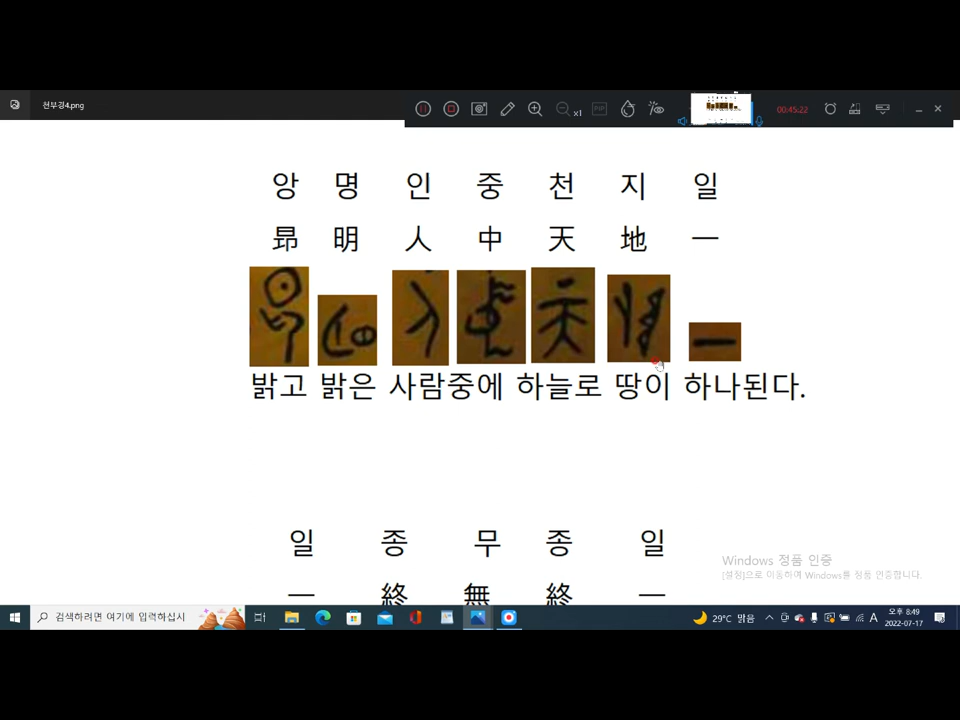 천부경4.png
x1
00:45:22
앙 명 인 중 천 지 일
昻 明 人 中 天 地 一
밝고 밝은 사람중에 하늘로 땅이 하나된다.
일 종 무 종 일
一 終 無 終 一
Windows 정품 인증
[설정]으로 이동하여 Windows를 정품 인증합니다.
검색하려면 여기에 입력하십시
29°C 맑음
A
오후 8:49
2022-07-17